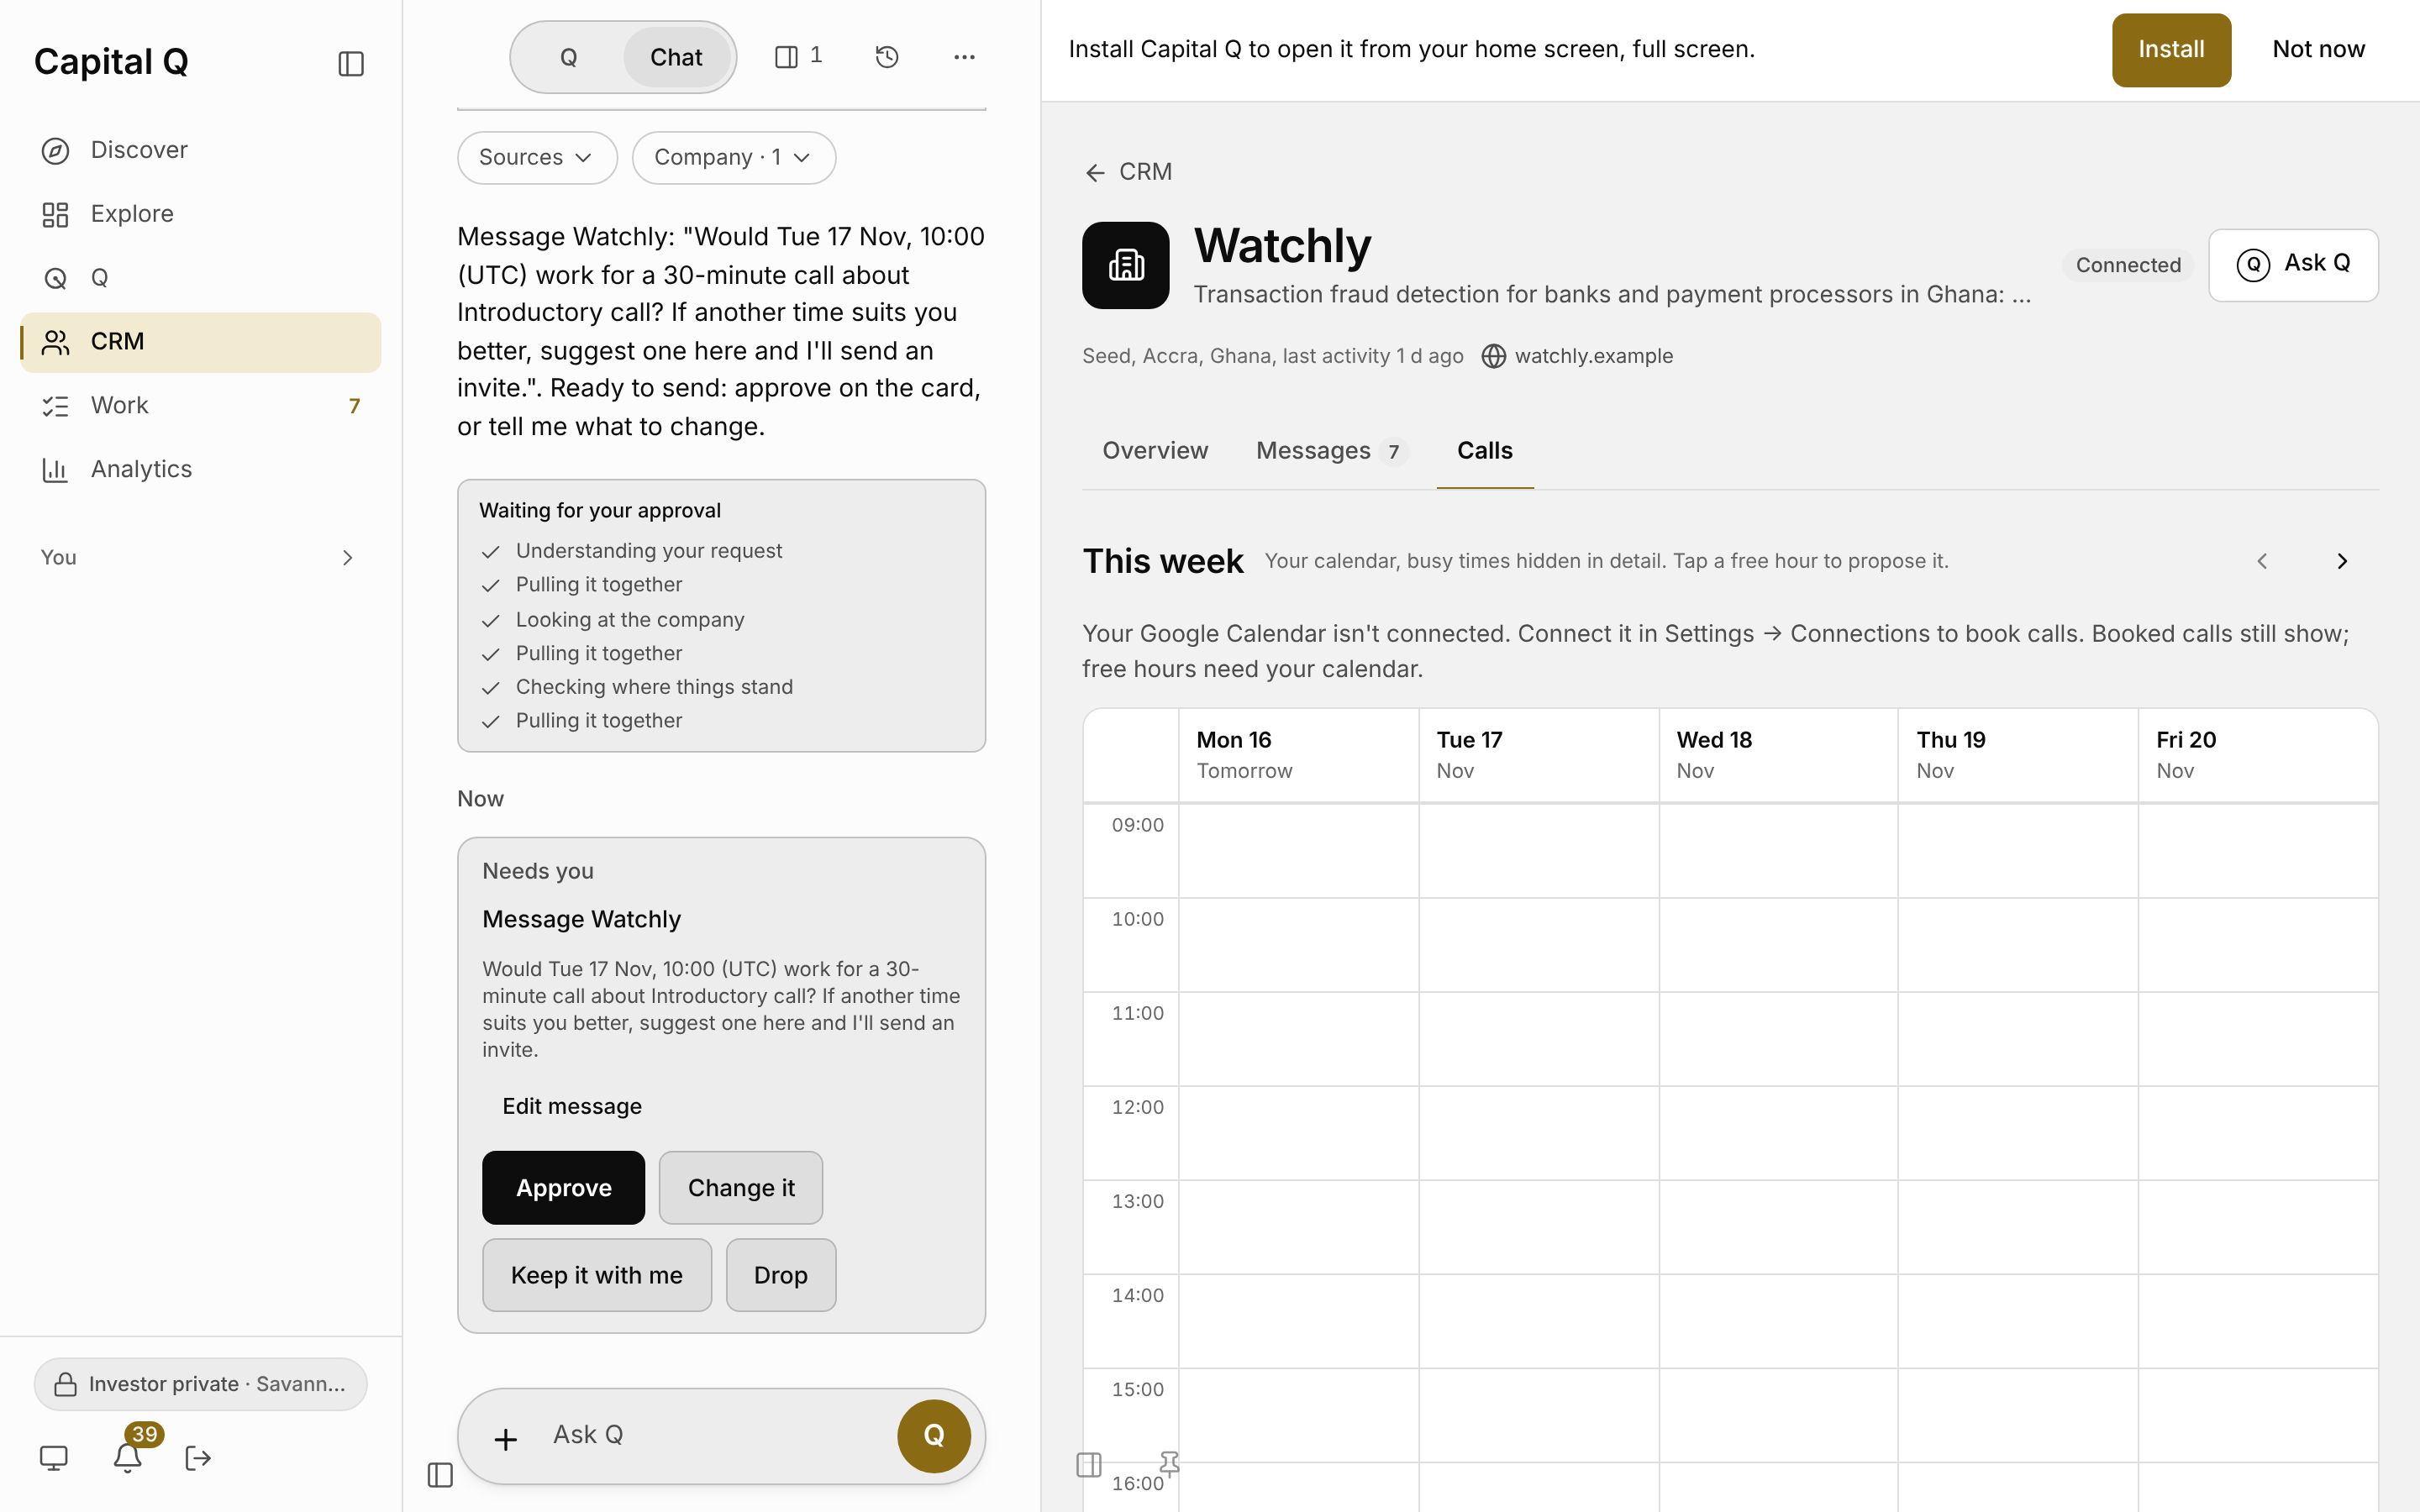 Capital Q
Discover
Explore
Q
CRM
Work 7
Analytics
You
Investor private · Savann...
39
Q Chat 1
Sources Company · 1
Message Watchly: "Would Tue 17 Nov, 10:00
(UTC) work for a 30-minute call about
Introductory call? If another time suits you
better, suggest one here and I'll send an
invite.". Ready to send: approve on the card,
or tell me what to change.
Waiting for your approval
Understanding your request
Pulling it together
Looking at the company
Pulling it together
Checking where things stand
Pulling it together
Now
Needs you
Message Watchly
Would Tue 17 Nov, 10:00 (UTC) work for a 30-
minute call about Introductory call? If another time
suits you better, suggest one here and I'll send an
invite.
Edit message
Approve Change it
Keep it with me Drop
Ask Q Q
Install Capital Q to open it from your home screen, full screen. Install Not now
CRM
Watchly
Transaction fraud detection for banks and payment processors in Ghana: ...
Connected
Q Ask Q
Seed, Accra, Ghana, last activity 1 d ago watchly.example
Overview Messages 7 Calls
This week Your calendar, busy times hidden in detail. Tap a free hour to propose it.
Your Google Calendar isn't connected. Connect it in Settings → Connections to book calls. Booked calls still show;
free hours need your calendar.
Mon 16 Tue 17 Wed 18 Thu 19 Fri 20
Tomorrow Nov Nov Nov Nov
09:00
10:00
11:00
12:00
13:00
14:00
15:00
16:00